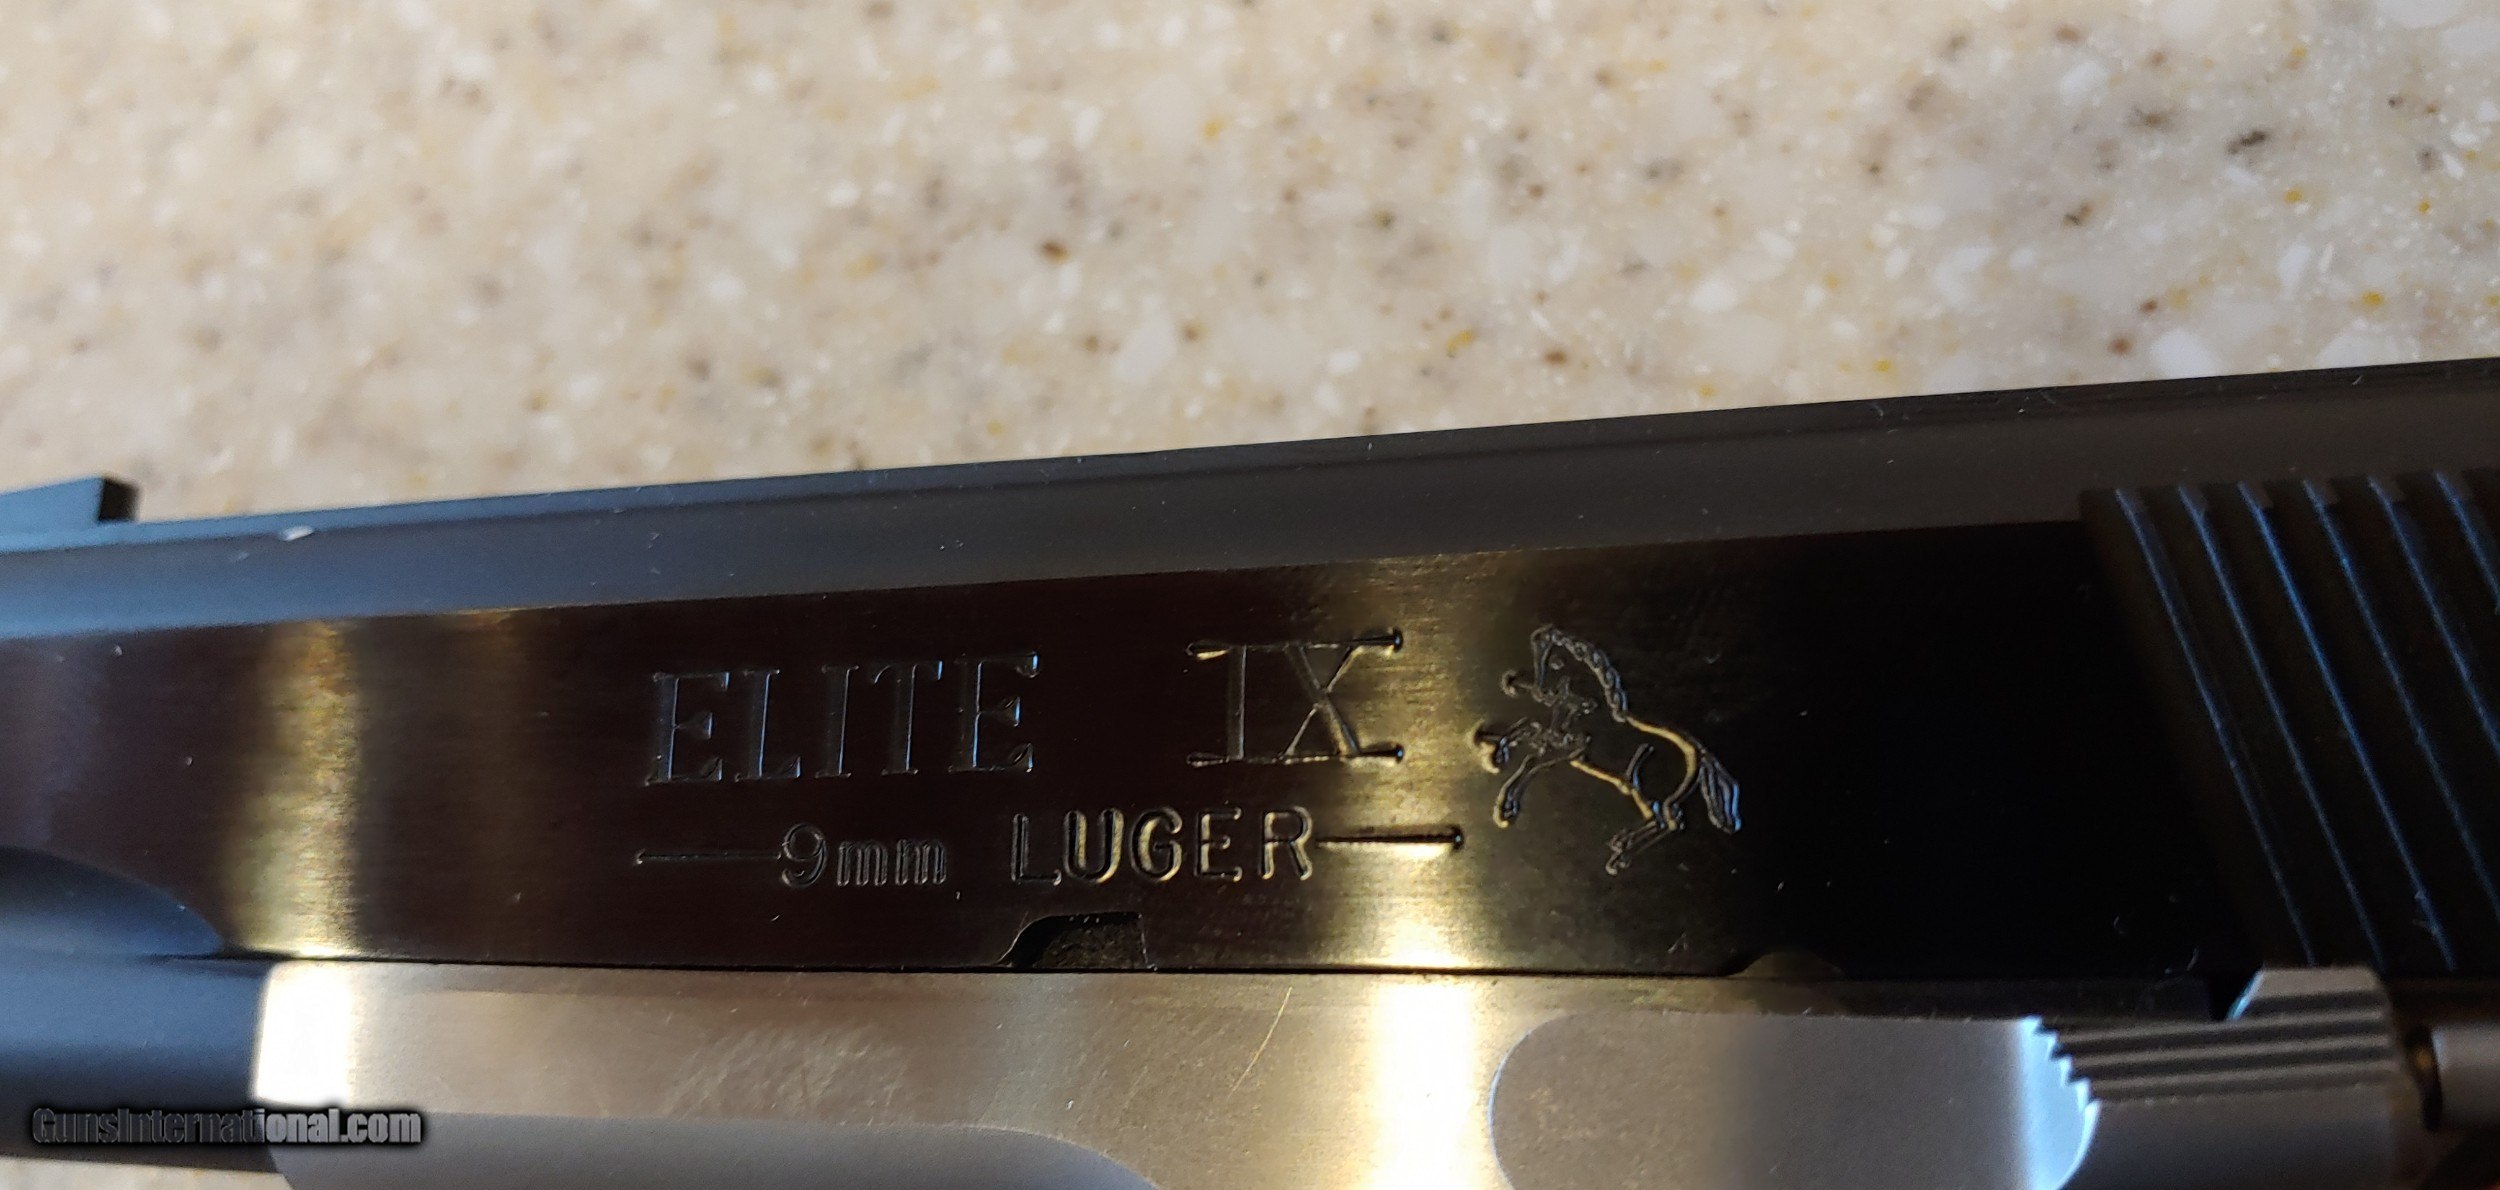 ELITE IX
—9mm LUGER—
GunsInternational.com